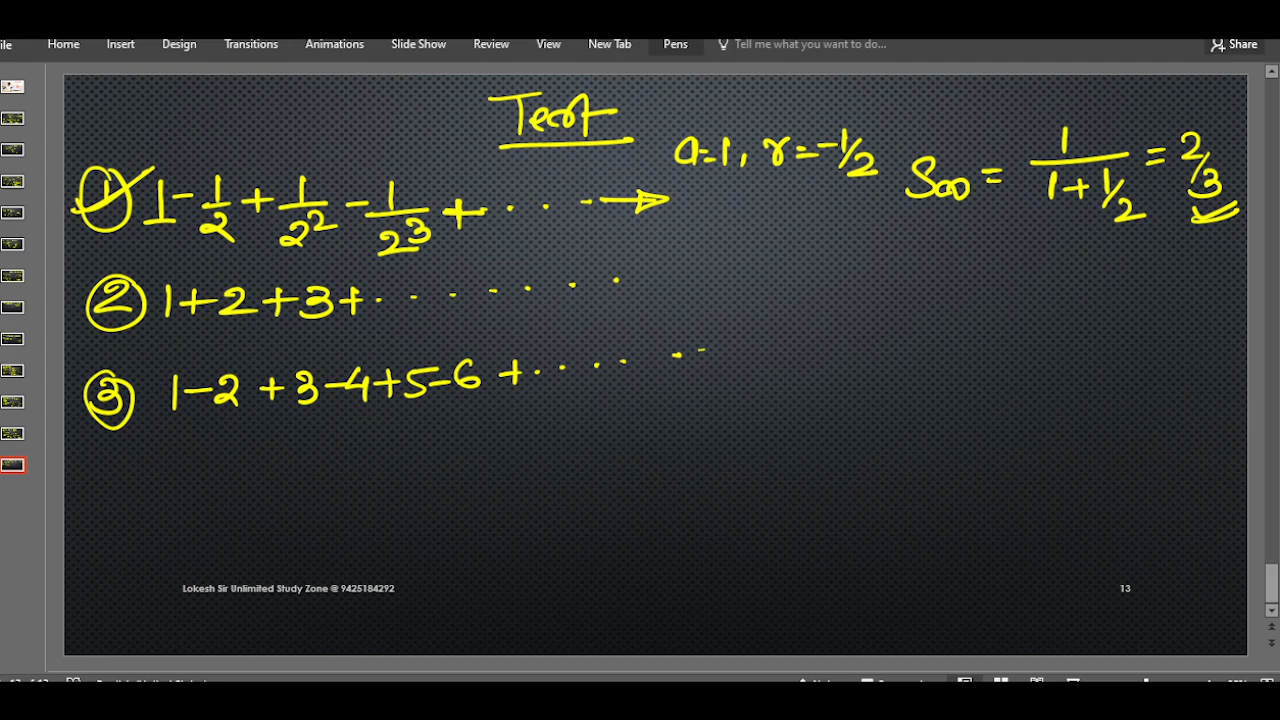 File Home Insert Design Transitions Animations Slide Show Review View New Tab Pens Tell me what you want to do... Share
Test
① 1 - 1/2 + 1/2² - 1/2³ + ..... → a=1, r=-1/2 S∞ = 1/(1+1/2) = 2/3
② 1+2+3+.......
③ 1-2+3-4+5-6+.......
Lokesh Sir Unlimited Study Zone @ 9425184292 13